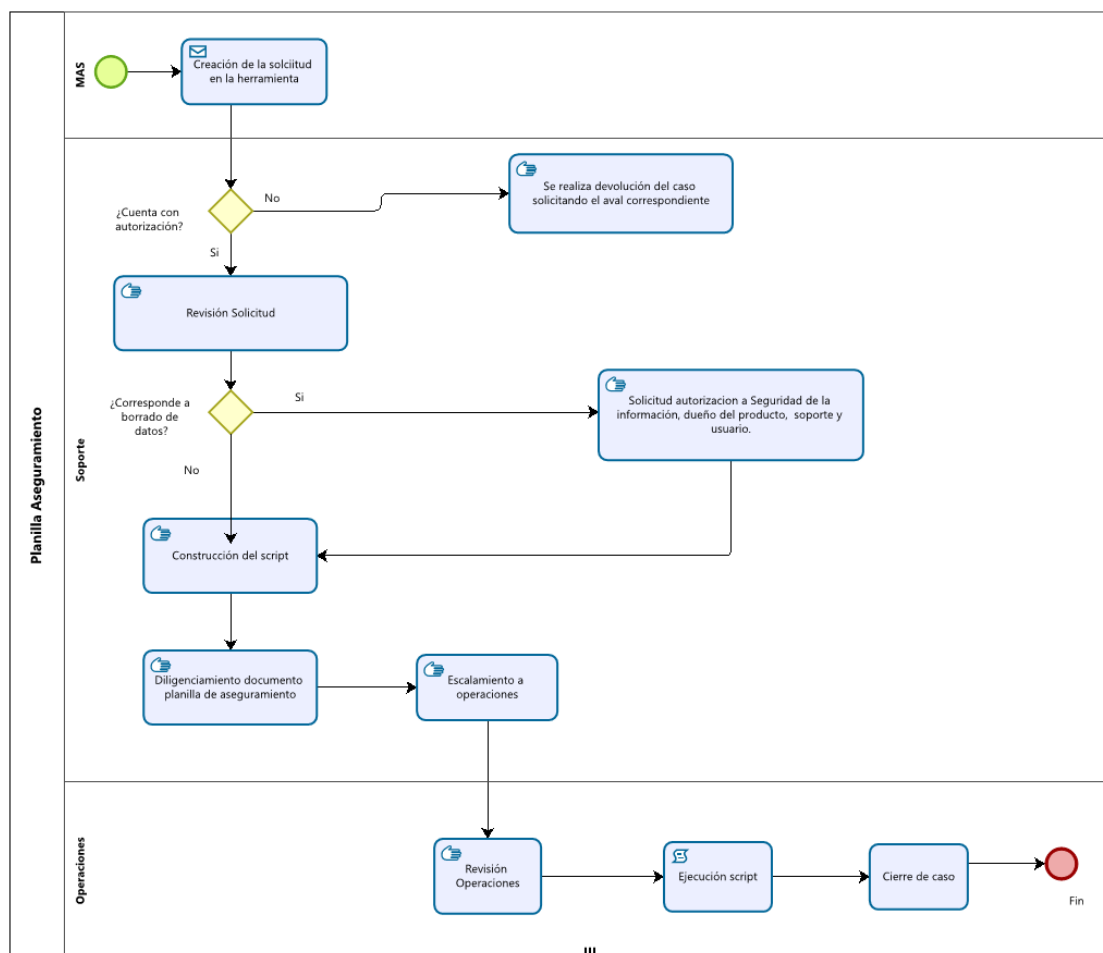 Planilla Aseguramiento
MAS
Creación de la solciitud
en la herramienta
Soporte
¿Cuenta con
autorización?
No
Se realiza devolución del caso
solicitando el aval correspondiente
Si
Revisión Solicitud
¿Corresponde a
borrado de
datos?
Si
Solicitud autorizacion a Seguridad de la
información, dueño del producto, soporte y
usuario.
No
Construcción del script
Diligenciamiento documento
planilla de aseguramiento
Escalamiento a
operaciones
Operaciones
Revisión
Operaciones
Ejecución script
Cierre de caso
Fin